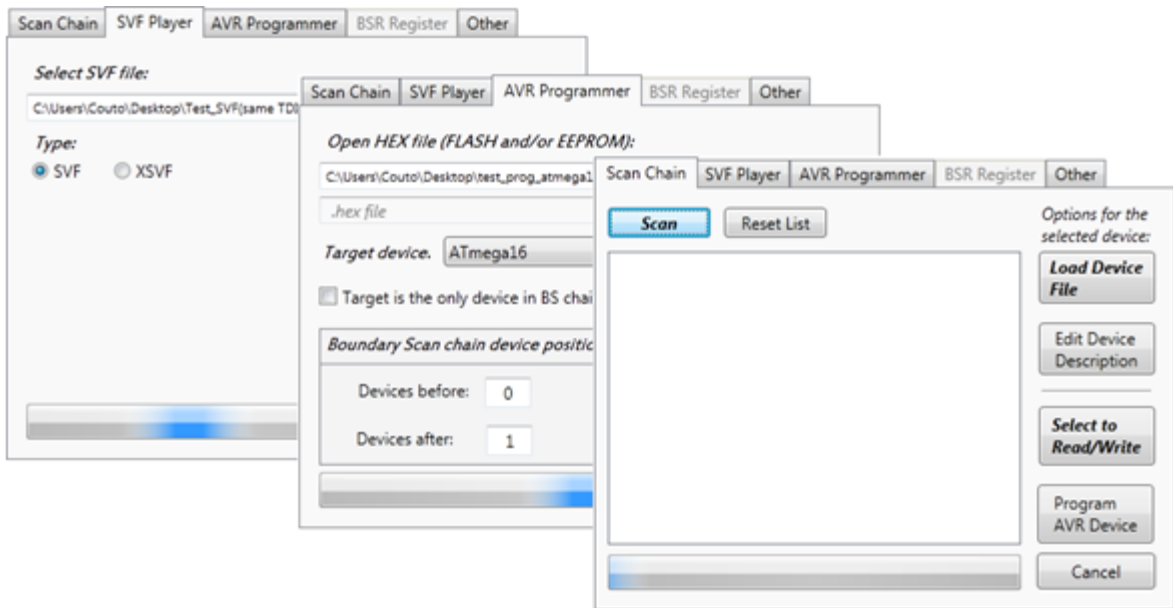 Scan Chain SVF Player AVR Programmer BSR Register Other
Select SVF file:
C:\Users\Couto\Desktop\Test_SVF(same TDI
Type:
SVF XSVF
Scan Chain SVF Player AVR Programmer BSR Register Other
Open HEX file (FLASH and/or EEPROM):
C:\Users\Couto\Desktop\test_prog_atmega1
.hex file
Target device. ATmega16
Target is the only device in BS chai
Boundary Scan chain device positic
Devices before: 0
Devices after: 1
Scan Chain SVF Player AVR Programmer BSR Register Other
Scan Reset List
Options for the
selected device:
Load Device
File
Edit Device
Description
Select to
Read/Write
Program
AVR Device
Cancel